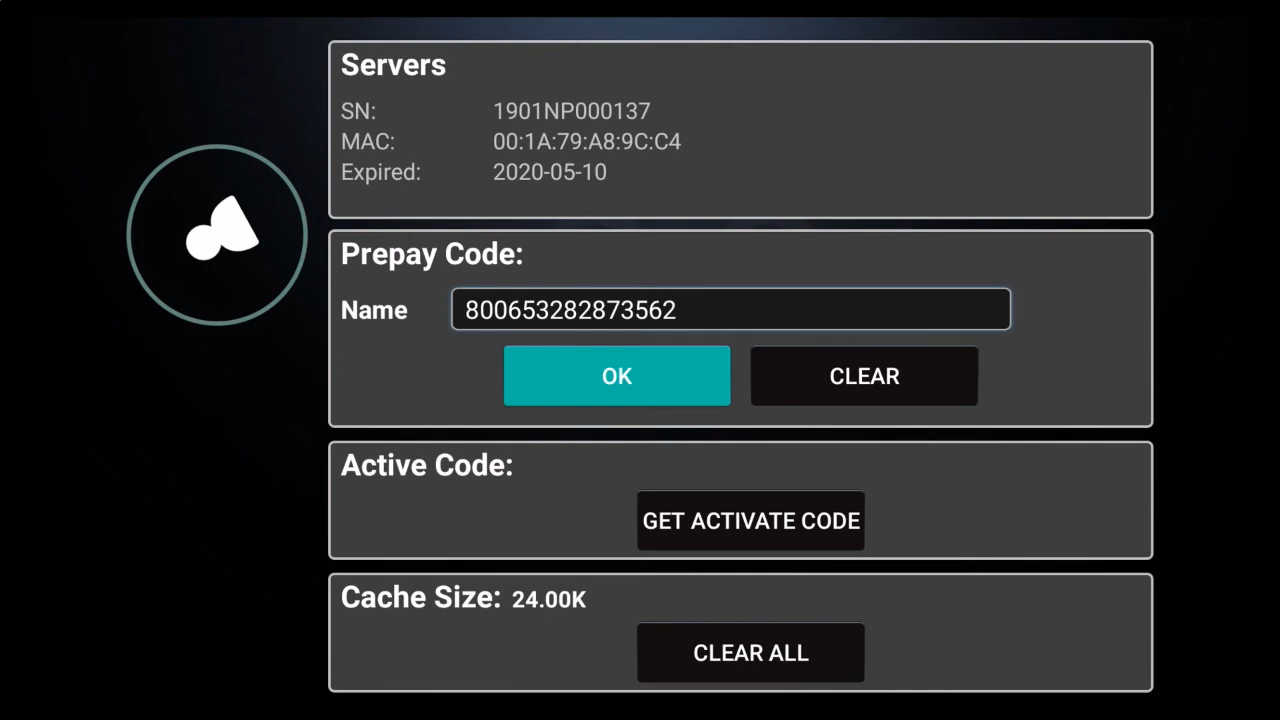 Servers
SN: 1901NP000137
MAC: 00:1A:79:A8:9C:C4
Expired: 2020-05-10
Prepay Code:
Name 800653282873562
OK CLEAR
Active Code:
GET ACTIVATE CODE
Cache Size: 24.00K
CLEAR ALL